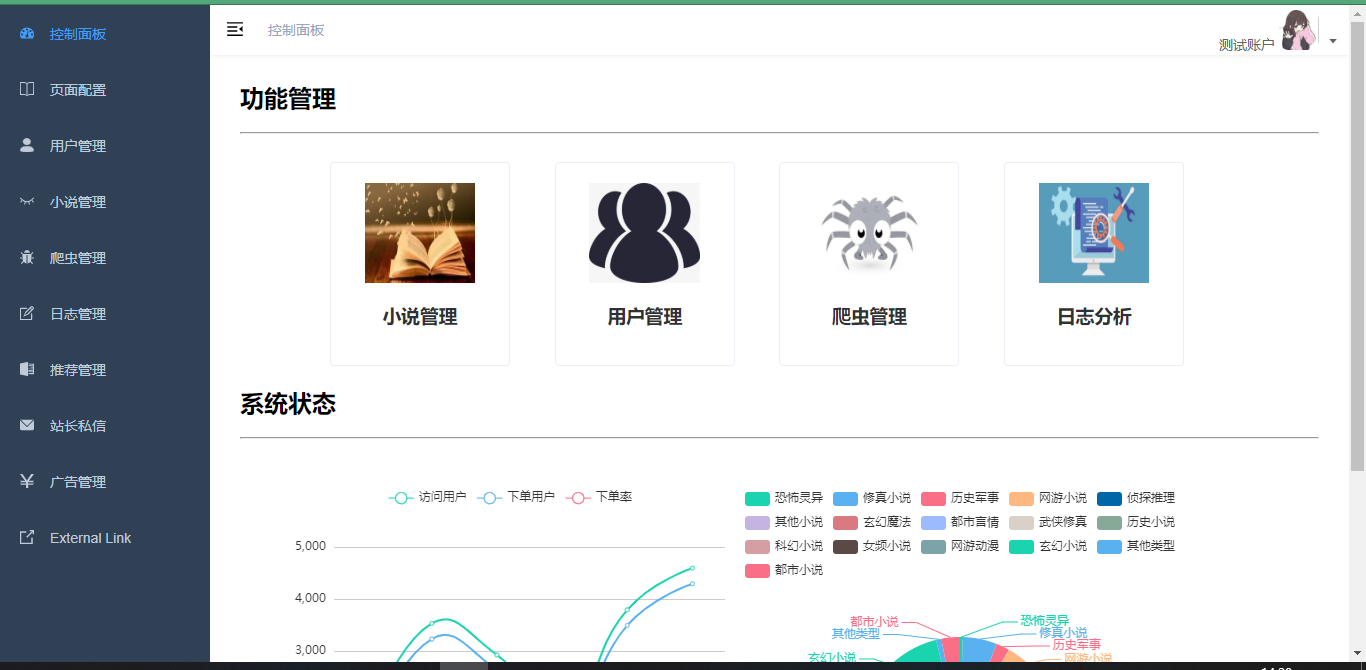 控制面板
页面配置
用户管理
小说管理
爬虫管理
日志管理
推荐管理
站长私信
广告管理
External Link
控制面板
测试账户
功能管理
小说管理 用户管理 爬虫管理 日志分析
系统状态
访问用户 下单用户 下单率
5,000
4,000
3,000
恐怖灵异 修真小说 历史军事 网游小说 侦探推理
其他小说 玄幻魔法 都市言情 武侠修真 历史小说
科幻小说 女频小说 网游动漫 玄幻小说 其他类型
都市小说
都市小说 恐怖灵异
其他类型 修真小说
历史军事
玄幻小说 网游小说